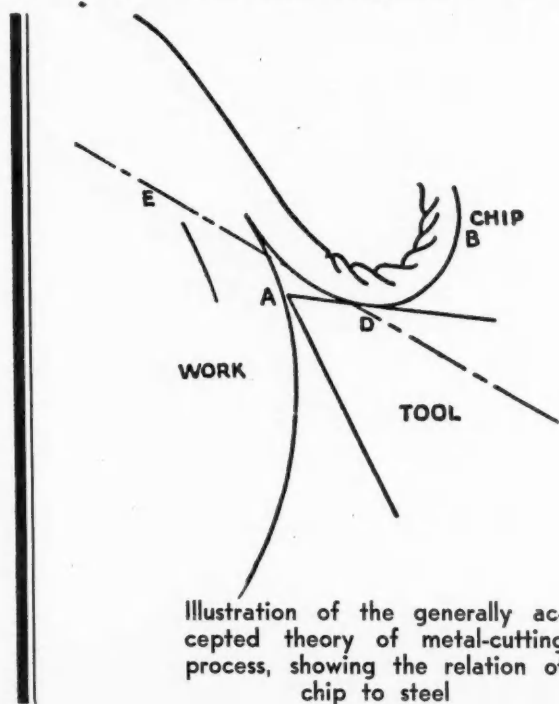 E
CHIP
B
A
D
WORK
TOOL
Illustration of the generally ac-
cepted theory of metal-cutting
process, showing the relation of
chip to steel